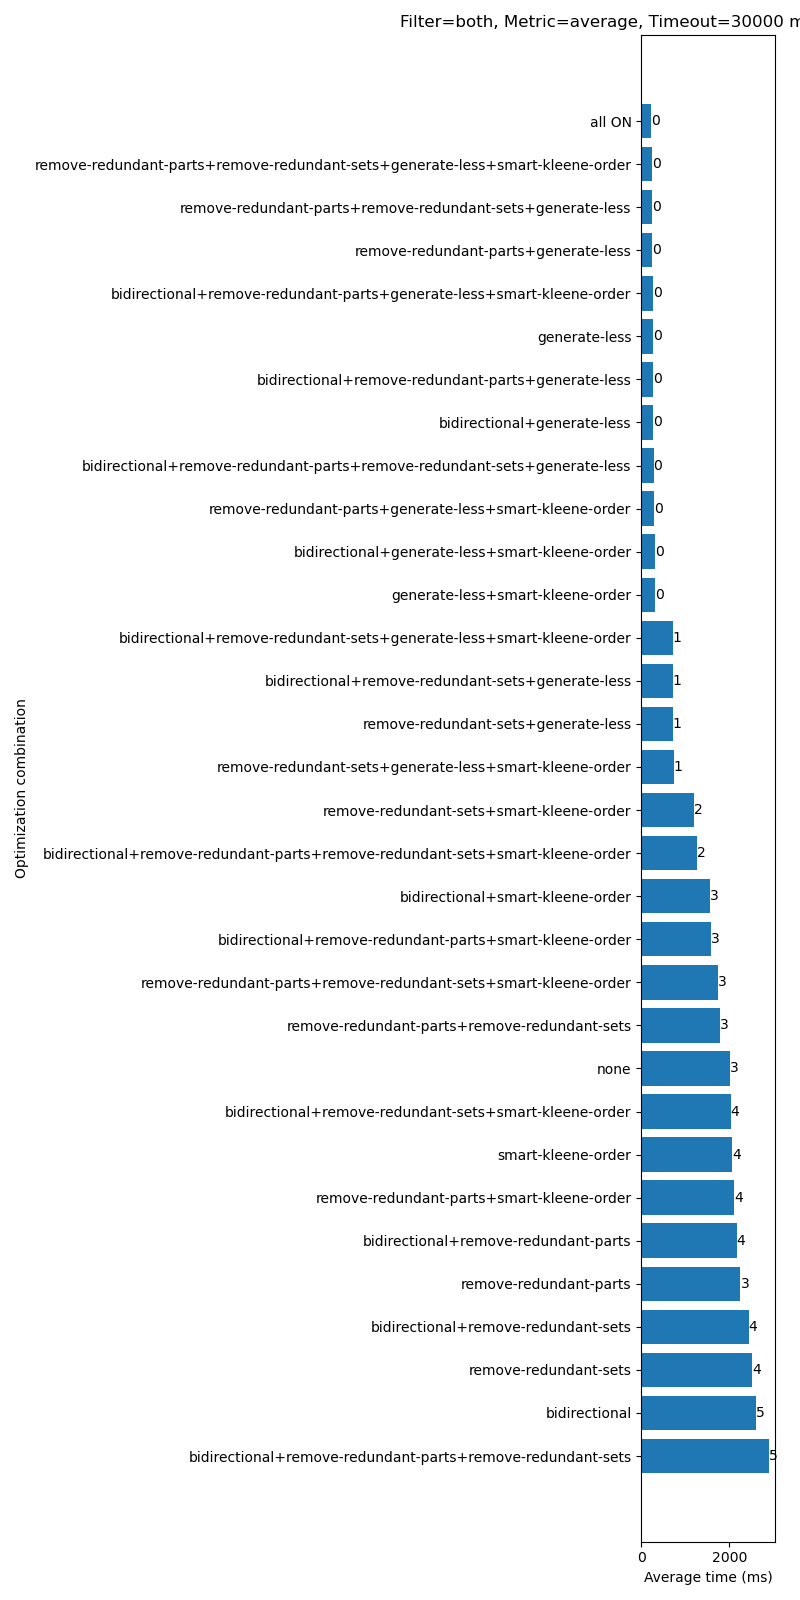 Filter=both, Metric=average, Timeout=30000 m
all ON
0
remove-redundant-parts+remove-redundant-sets+generate-less+smart-kleene-order
0
remove-redundant-parts+remove-redundant-sets+generate-less
0
remove-redundant-parts+generate-less
0
bidirectional+remove-redundant-parts+generate-less+smart-kleene-order
0
generate-less
0
bidirectional+remove-redundant-parts+generate-less
0
bidirectional+generate-less
0
bidirectional+remove-redundant-parts+remove-redundant-sets+generate-less
0
remove-redundant-parts+generate-less+smart-kleene-order
0
bidirectional+generate-less+smart-kleene-order
0
generate-less+smart-kleene-order
0
bidirectional+remove-redundant-sets+generate-less+smart-kleene-order
1
bidirectional+remove-redundant-sets+generate-less
1
remove-redundant-sets+generate-less
1
remove-redundant-sets+generate-less+smart-kleene-order
1
remove-redundant-sets+smart-kleene-order
2
bidirectional+remove-redundant-parts+remove-redundant-sets+smart-kleene-order
2
bidirectional+smart-kleene-order
3
bidirectional+remove-redundant-parts+smart-kleene-order
3
remove-redundant-parts+remove-redundant-sets+smart-kleene-order
3
remove-redundant-parts+remove-redundant-sets
3
none
3
bidirectional+remove-redundant-sets+smart-kleene-order
4
smart-kleene-order
4
remove-redundant-parts+smart-kleene-order
4
bidirectional+remove-redundant-parts
4
remove-redundant-parts
3
bidirectional+remove-redundant-sets
4
remove-redundant-sets
4
bidirectional
5
bidirectional+remove-redundant-parts+remove-redundant-sets
5
Optimization combination
0
2000
Average time (ms)